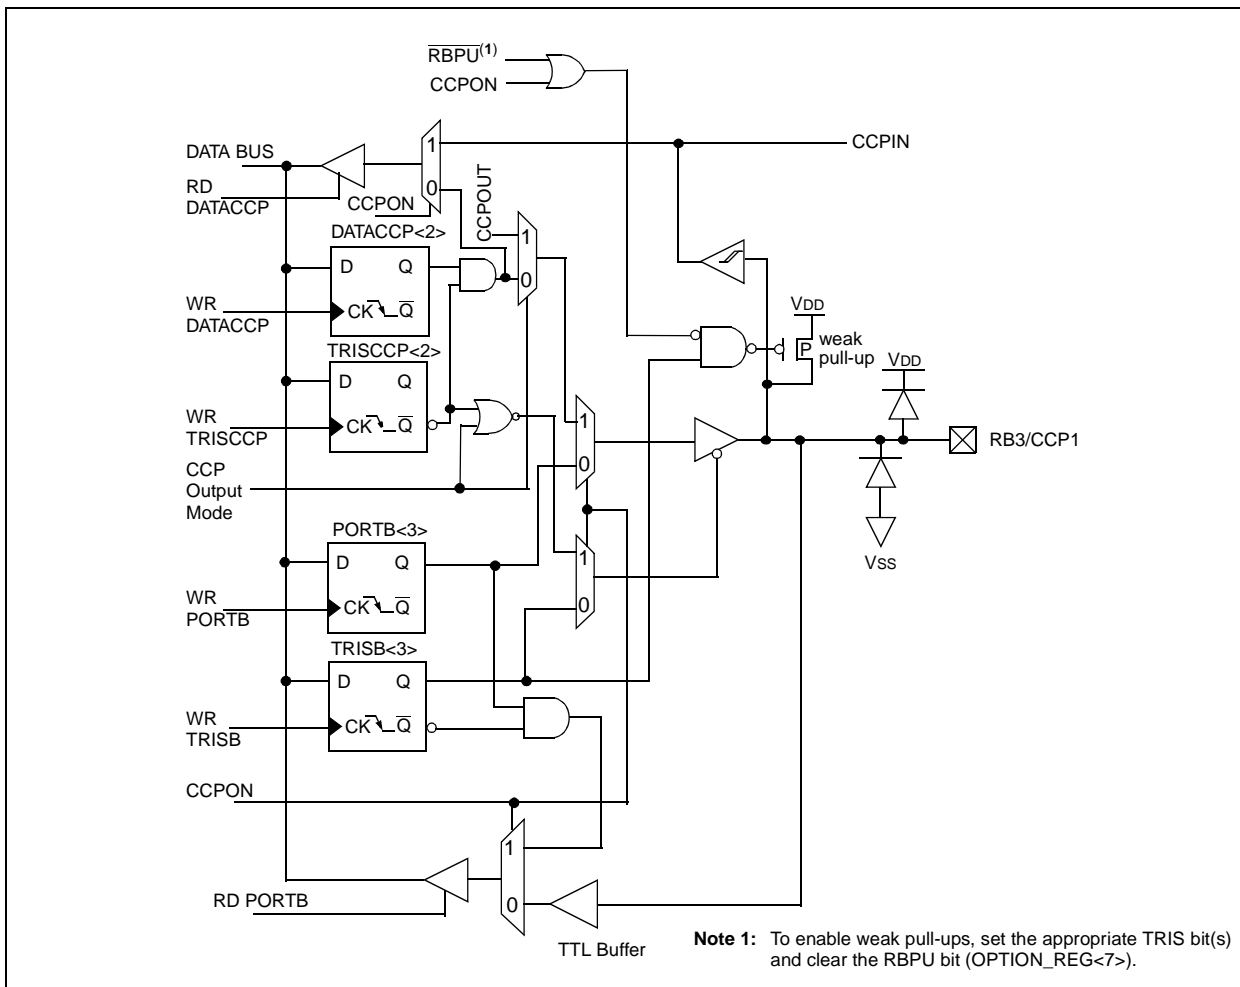 RBPU(1)
CCPON
DATA BUS
1
CCPIN
RD
DATACCP
0
CCPON
CCPOUT
1
0
DATACCP<2>
D Q
CK Q
WR
DATACCP
VDD
P
weak
pull-up
TRISCCP<2>
D Q
CK Q
WR
TRISCCP
VDD
1
0
RB3/CCP1
CCP
Output
Mode
PORTB<3>
D Q
CK Q
WR
PORTB
1
0
VSS
TRISB<3>
D Q
CK Q
WR
TRISB
CCPON
1
0
RD PORTB
TTL Buffer
Note 1: To enable weak pull-ups, set the appropriate TRIS bit(s)
and clear the RBPU bit (OPTION_REG<7>).